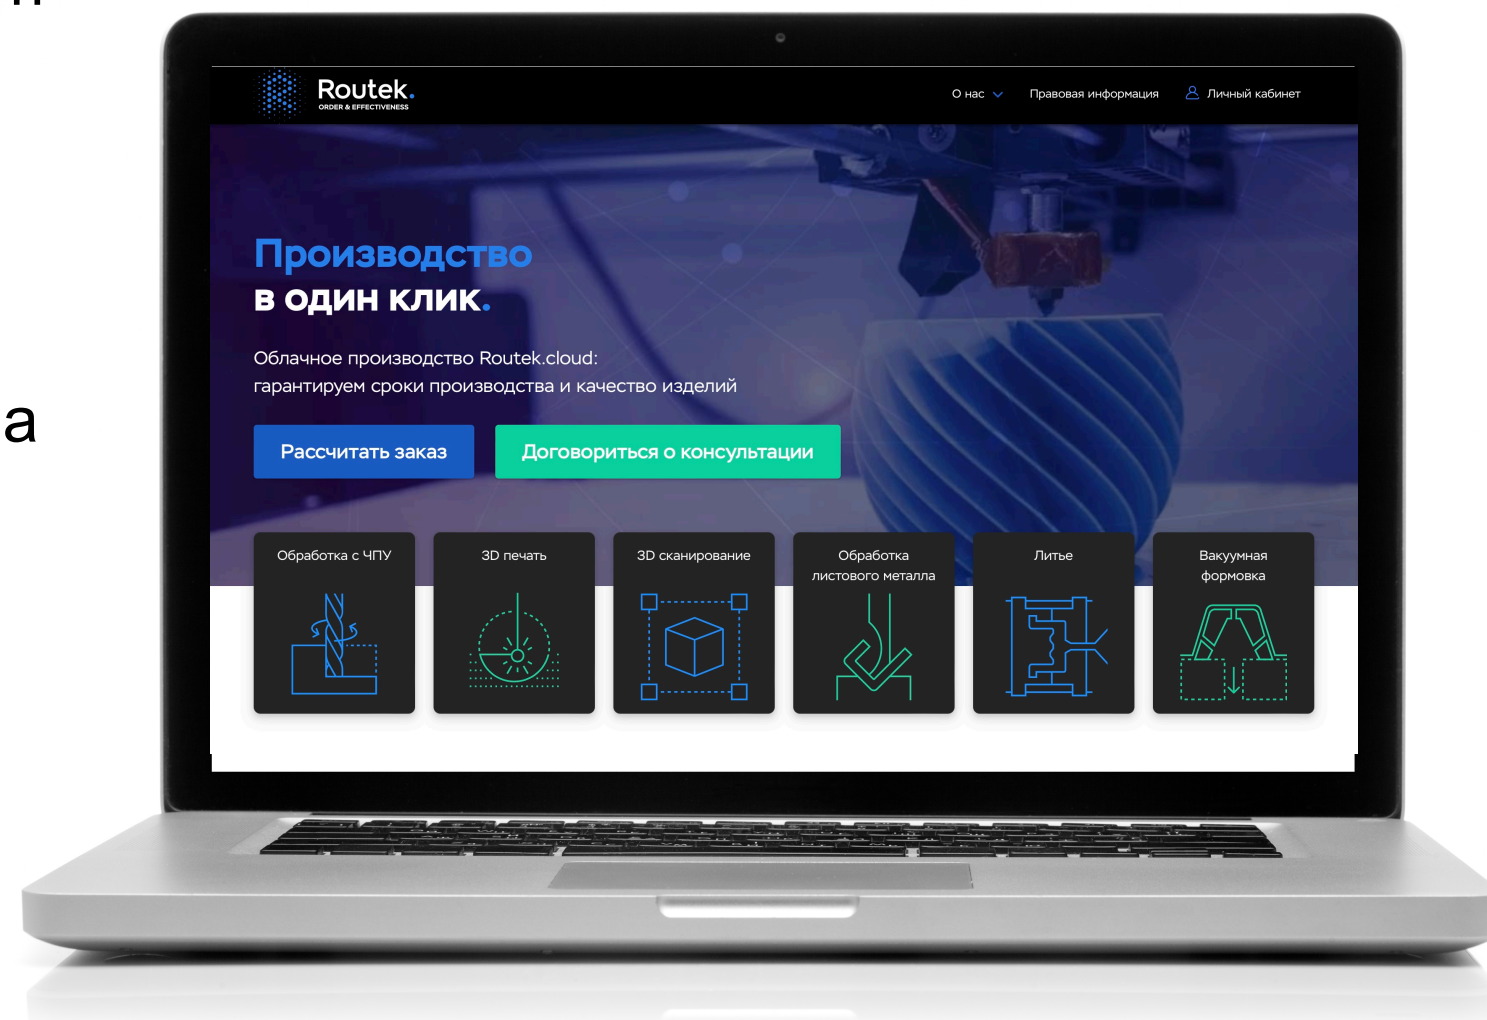 Routek.
ORDER & EFFECTIVENESS
О нас
Правовая информация
Личный кабинет
Производство
в один клик.
Облачное производство Routek.cloud:
гарантируем сроки производства и качество изделий
Рассчитать заказ
Договориться о консультации
Обработка с ЧПУ
3D печать
3D сканирование
Обработка
листового металла
Литье
Вакуумная
формовка
а